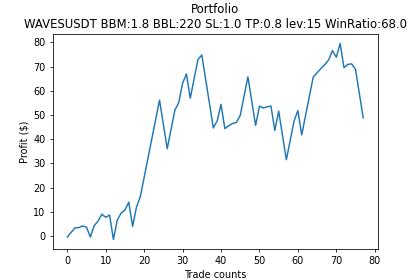 Portfolio
WAVESUSDT BBM:1.8 BBL:220 SL:1.0 TP:0.8 lev:15 WinRatio:68.0
80
70
60
50
40
30
20
10
0
Profit ($)
0 10 20 30 40 50 60 70 80
Trade counts